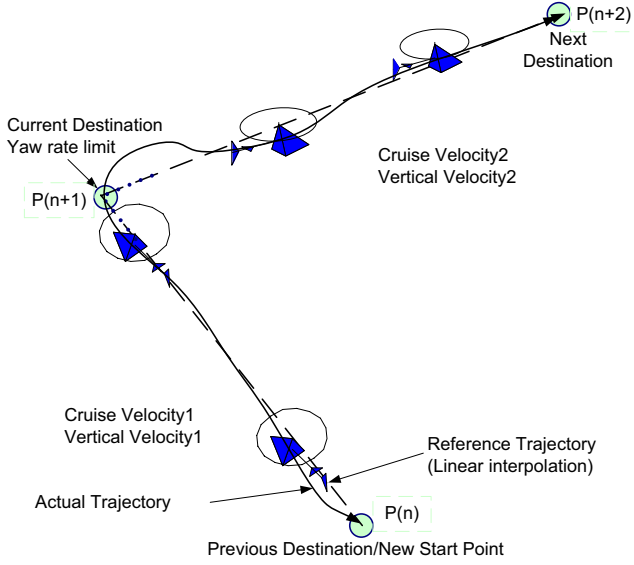 P(n+2)
Next
Destination
Current Destination
Yaw rate limit
P(n+1)
Cruise Velocity2
Vertical Velocity2
Cruise Velocity1
Vertical Velocity1
Reference Trajectory
(Linear interpolation)
Actual Trajectory
P(n)
Previous Destination/New Start Point